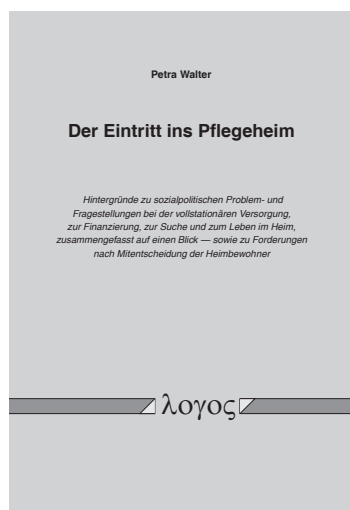 Petra Walter
Der Eintritt ins Pflegeheim
Hintergründe zu sozialpolitischen Problem- und
Fragestellungen bei der vollstationären Versorgung,
zur Finanzierung, zur Suche und zum Leben im Heim,
zusammengefasst auf einen Blick — sowie zu Forderungen
nach Mitentscheidung der Heimbewohner
λογος